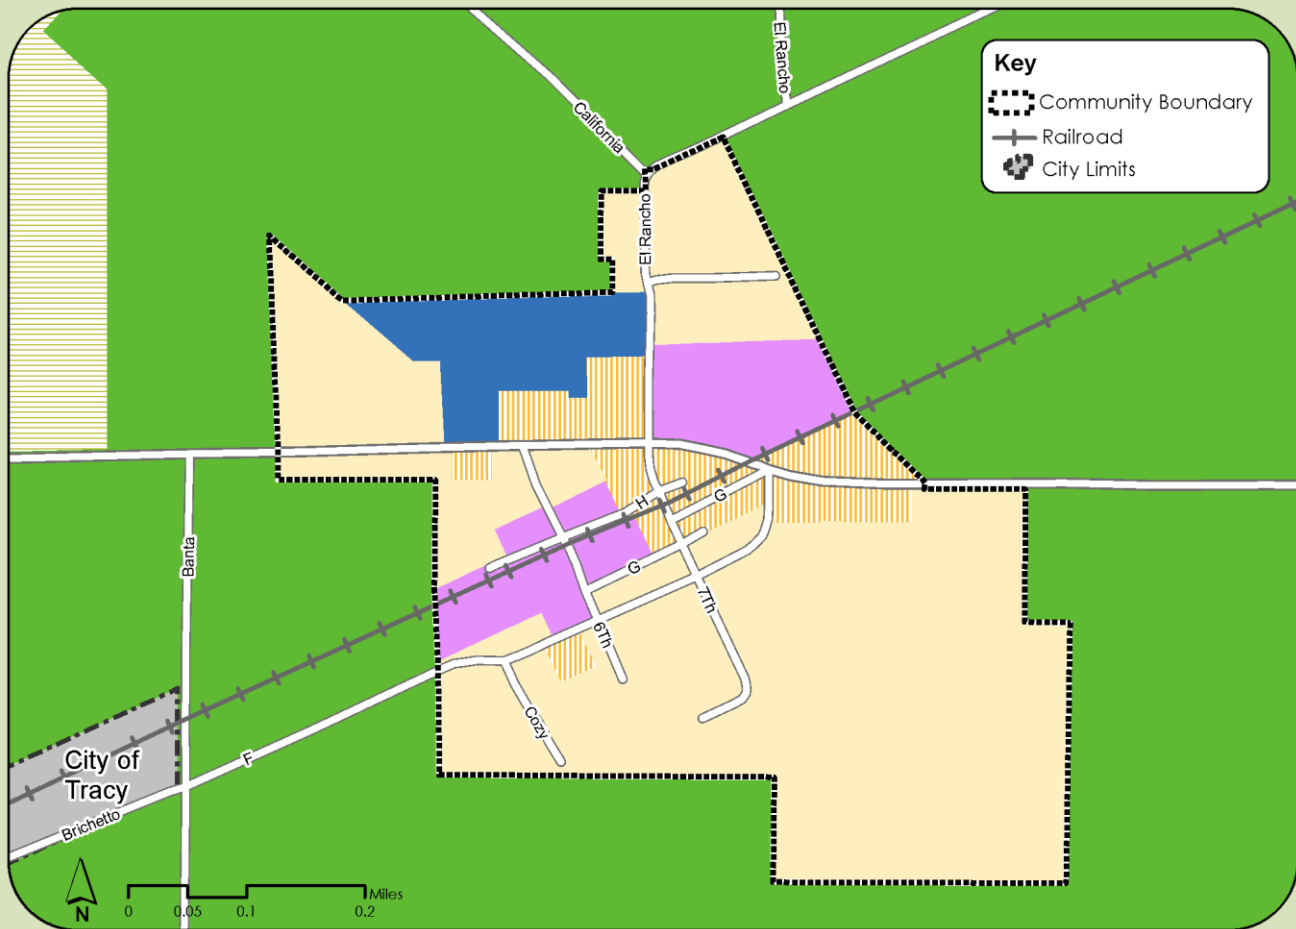 El Rancho
Key
Community Boundary
Railroad
City Limits
California
El Rancho
H
G
G
Banta
7Th
6Th
Cozy
F
City of
Tracy
Brichetto
N
Miles
0 0.05 0.1 0.2